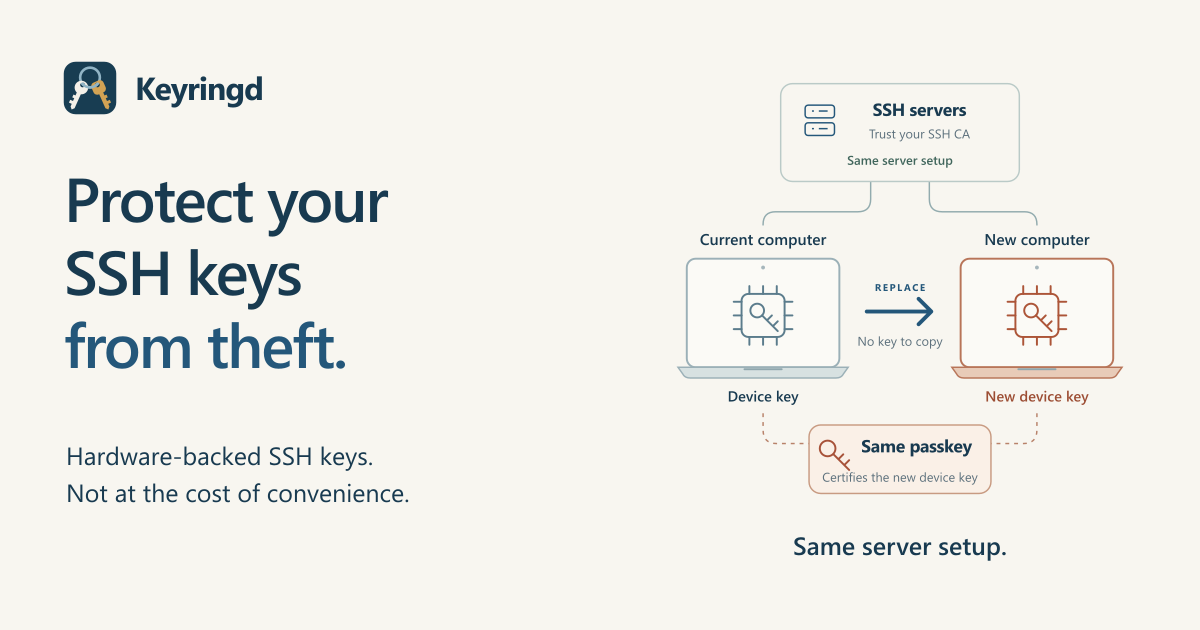 Keyringd
Protect your
SSH keys
from theft.
Hardware-backed SSH keys.
Not at the cost of convenience.
SSH servers
Trust your SSH CA
Same server setup
Current computer
New computer
REPLACE
No key to copy
Device key
New device key
Same passkey
Certifies the new device key
Same server setup.